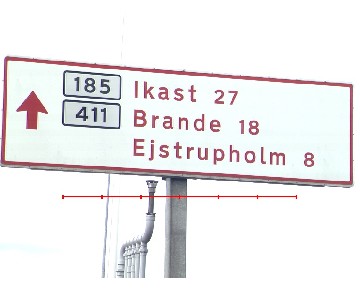 185 Ikast 27
411 Brande 18
Ejstrupholm 8